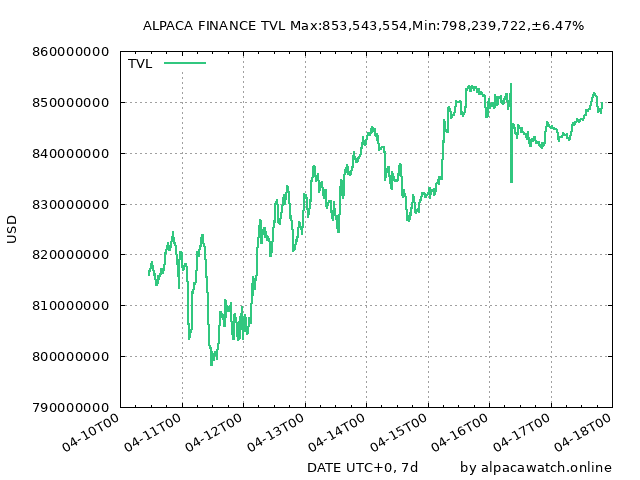 ALPACA FINANCE TVL Max:853,543,554,Min:798,239,722,±6.47%
860000000
TVL
850000000
840000000
830000000
820000000
810000000
800000000
790000000
USD
04-10T00
04-11T00
04-12T00
04-13T00
04-14T00
04-15T00
04-16T00
04-17T00
04-18T00
DATE UTC+0, 7d
by alpacawatch.online